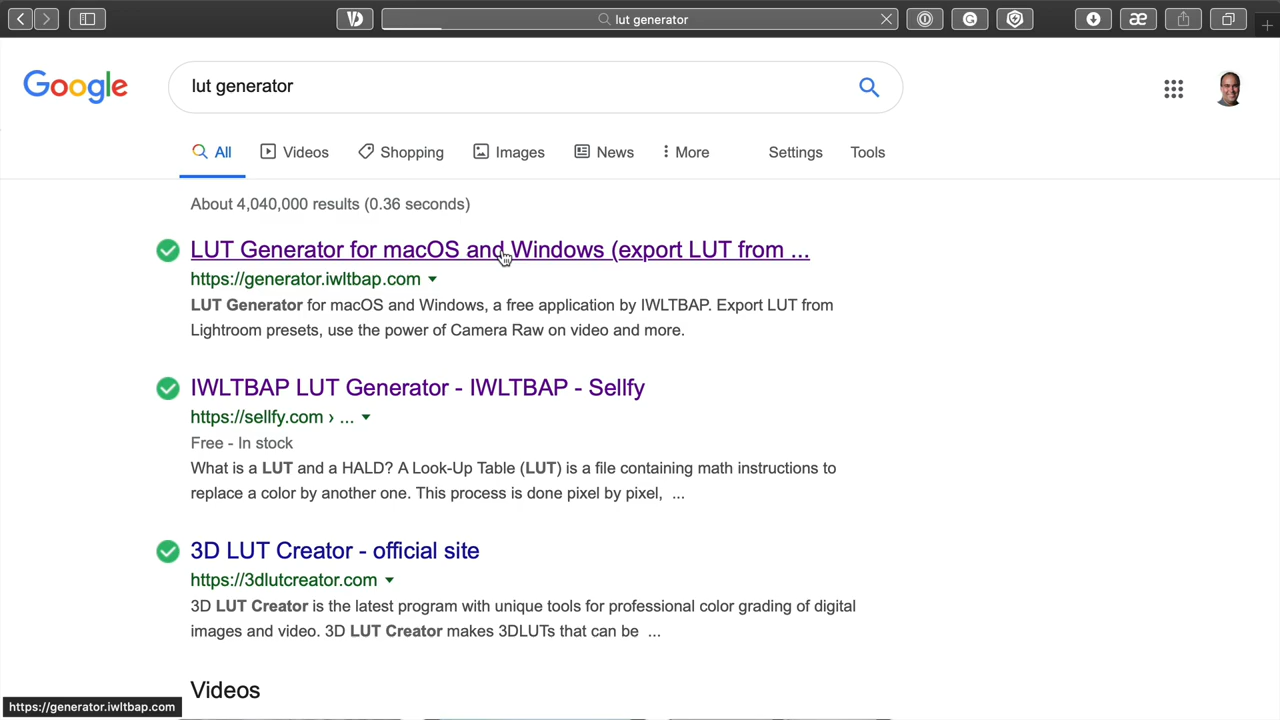 lut generator
Google
lut generator
All
Videos
Shopping
Images
News
More
Settings
Tools
About 4,040,000 results (0.36 seconds)
LUT Generator for macOS and Windows (export LUT from ...
https://generator.iwltbap.com
LUT Generator for macOS and Windows, a free application by IWLTBAP. Export LUT from
Lightroom presets, use the power of Camera Raw on video and more.
IWLTBAP LUT Generator - IWLTBAP - Sellfy
https://sellfy.com › ...
Free - In stock
What is a LUT and a HALD? A Look-Up Table (LUT) is a file containing math instructions to
replace a color by another one. This process is done pixel by pixel, ...
3D LUT Creator - official site
https://3dlutcreator.com
3D LUT Creator is the latest program with unique tools for professional color grading of digital
images and video. 3D LUT Creator makes 3DLUTs that can be ...
Videos
https://generator.iwltbap.com